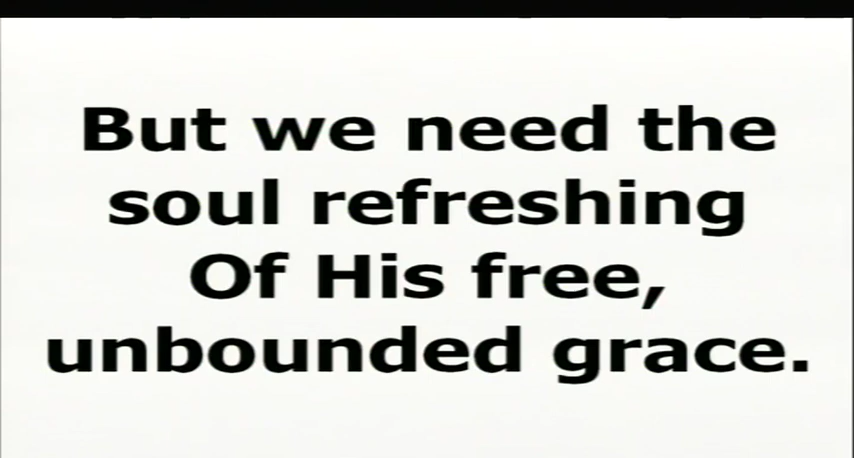 But we need the
soul refreshing
Of His free,
unbounded grace.